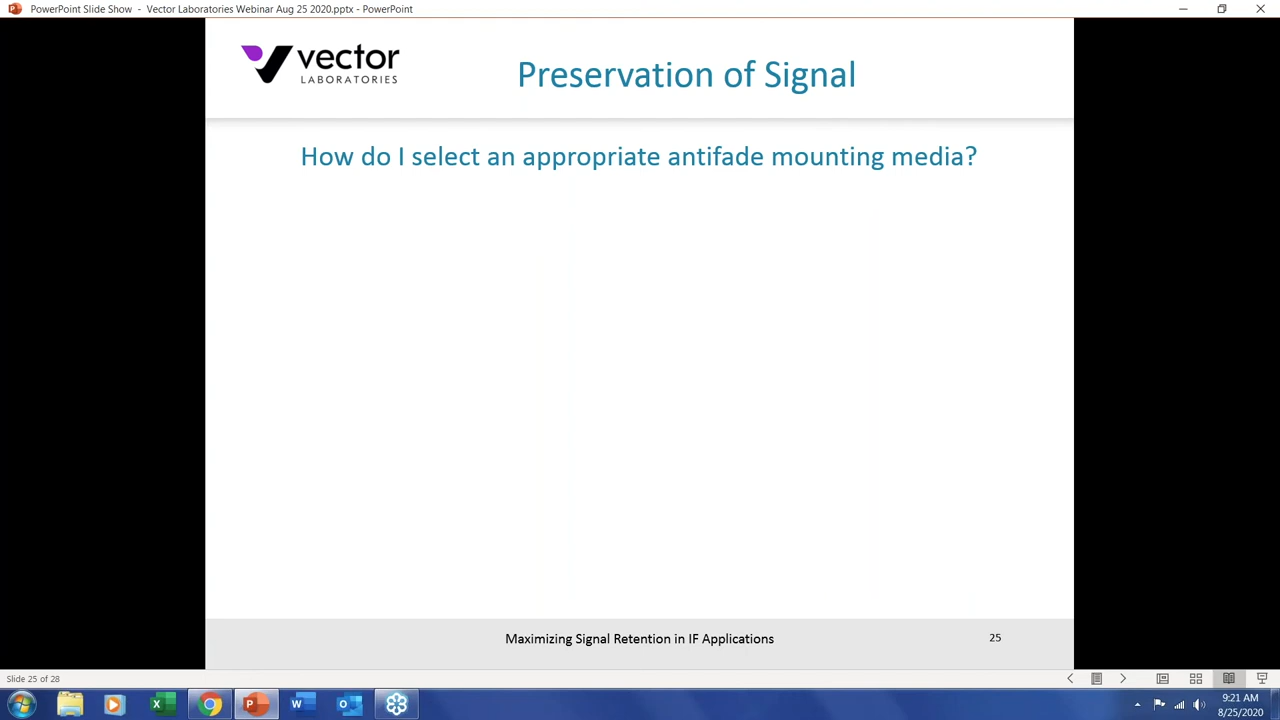 PowerPoint Slide Show - Vector Laboratories Webinar Aug 25 2020.pptx - PowerPoint
vector
LABORATORIES
Preservation of Signal
How do I select an appropriate antifade mounting media?
Maximizing Signal Retention in IF Applications
25
Slide 25 of 28
9:21 AM
8/25/2020